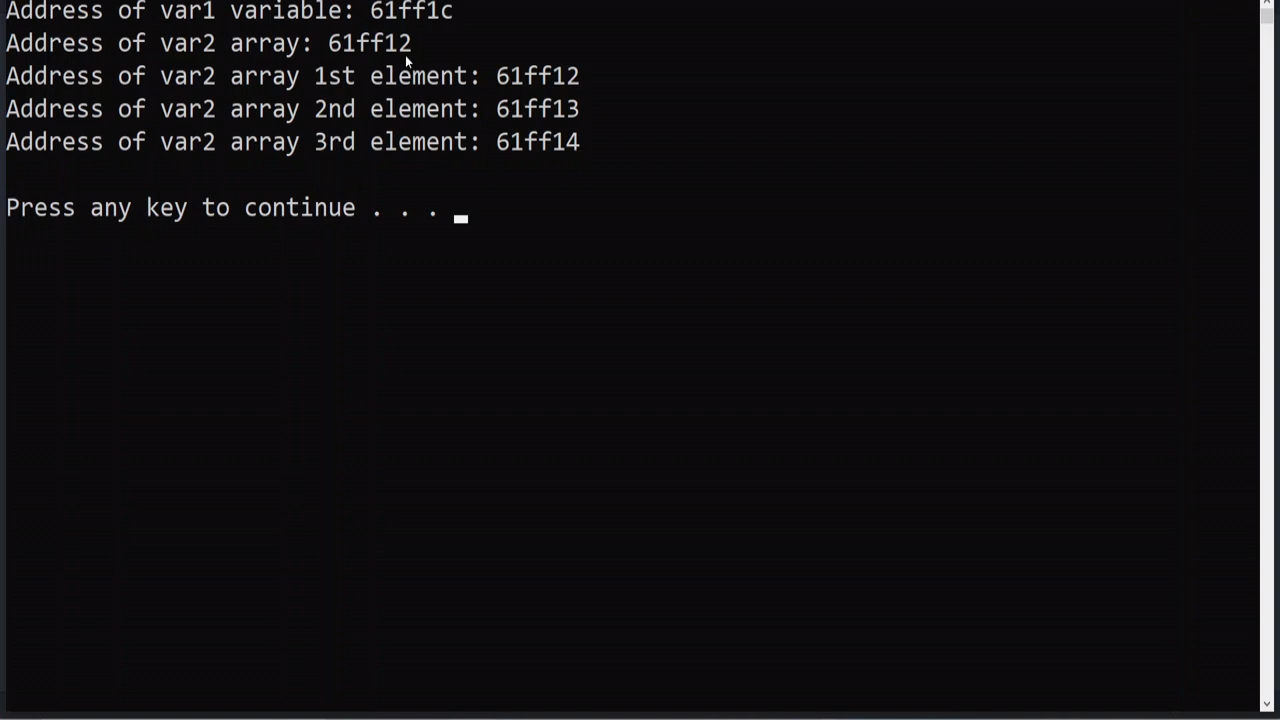 Address of var1 variable: 61ff1c
Address of var2 array: 61ff12
Address of var2 array 1st element: 61ff12
Address of var2 array 2nd element: 61ff13
Address of var2 array 3rd element: 61ff14
Press any key to continue . . .